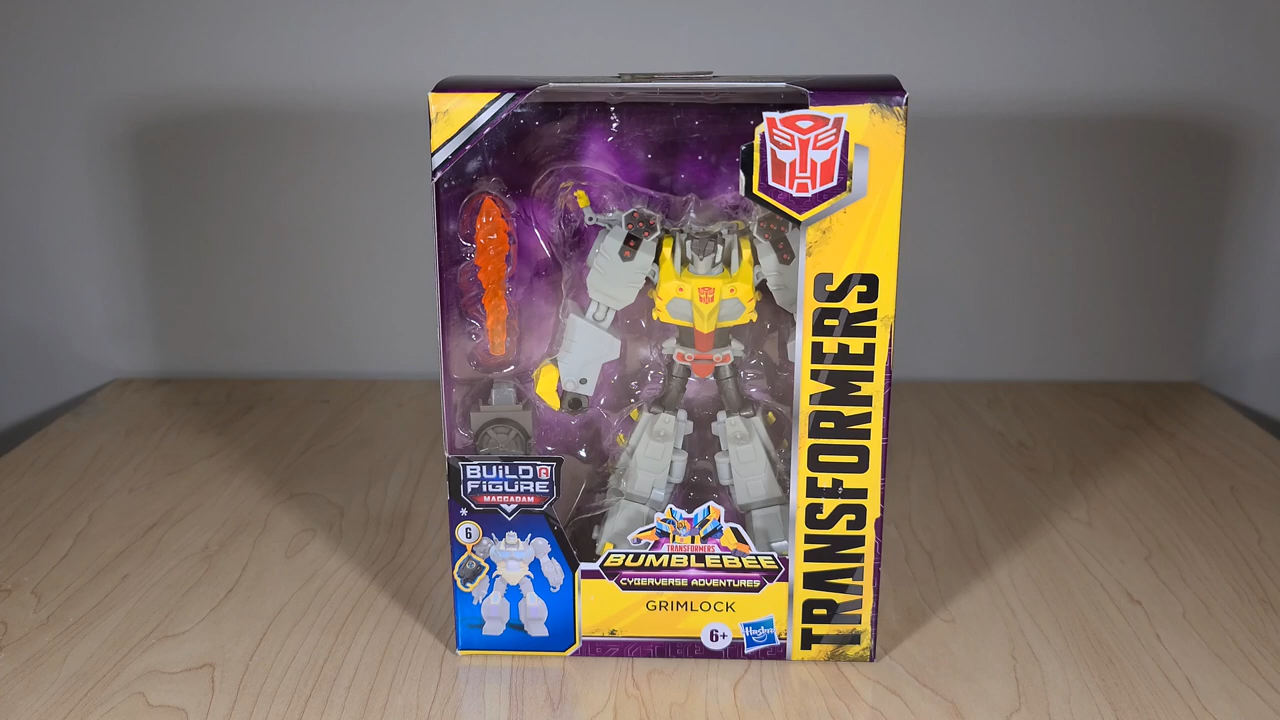 TRANSFORMERS
BUILD A
FIGURE
MACCADAM
*
6
TRANSFORMERS
BUMBLEBEE
CYBERVERSE ADVENTURES
GRIMLOCK
6+
Hasbro